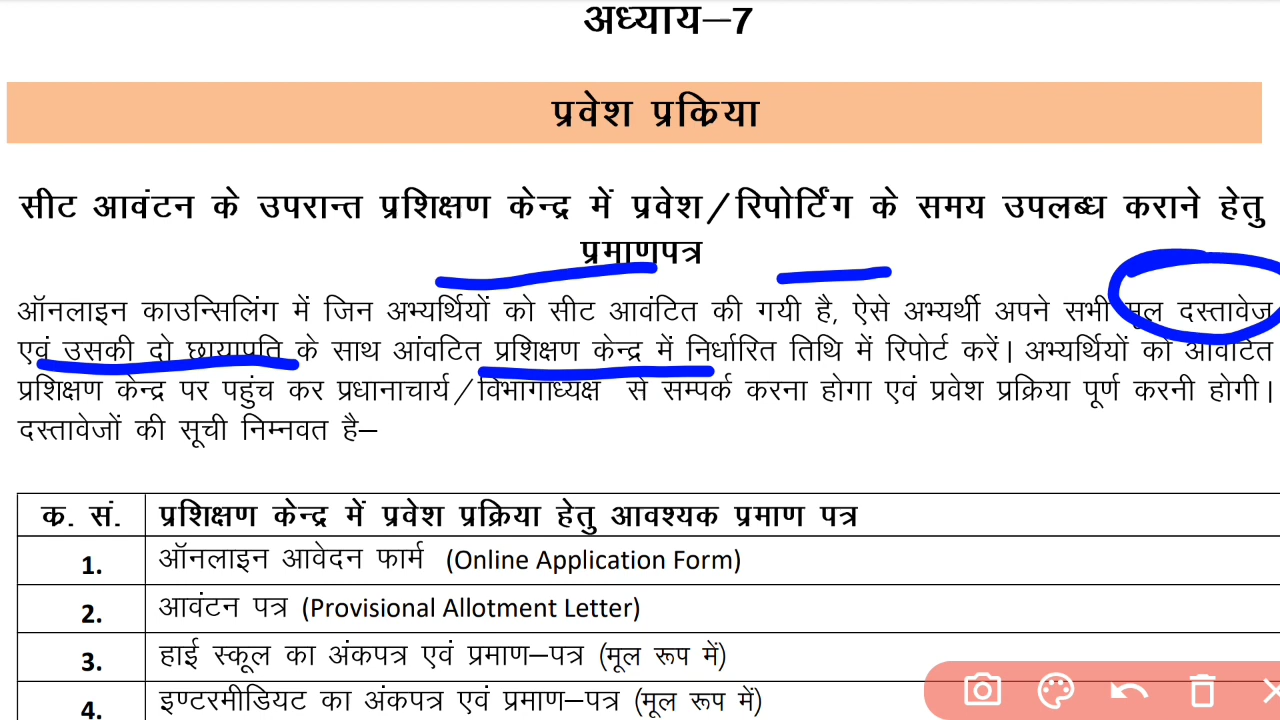 अध्याय–7
प्रवेश प्रकिया
सीट आवंटन के उपरान्त प्रशिक्षण केन्द्र में प्रवेश/रिपोर्टिंग के समय उपलब्ध कराने हेतु
प्रमाणपत्र
ऑनलाइन काउन्सिलिंग में जिन अभ्यर्थियों को सीट आवंटित की गयी है, ऐसे अभ्यर्थी अपने सभी मूल दस्तावेज
एवं उसकी दो छायाप्रति के साथ आंवटित प्रशिक्षण केन्द्र में निर्धारित तिथि में रिपोर्ट करें। अभ्यर्थियों को आवंटित
प्रशिक्षण केन्द्र पर पहुंच कर प्रधानाचार्य/विभागाध्यक्ष से सम्पर्क करना होगा एवं प्रवेश प्रक्रिया पूर्ण करनी होगी।
दस्तावेजों की सूची निम्नवत है–
क. सं. प्रशिक्षण केन्द्र में प्रवेश प्रक्रिया हेतु आवश्यक प्रमाण पत्र
1. ऑनलाइन आवेदन फार्म (Online Application Form)
2. आवंटन पत्र (Provisional Allotment Letter)
3. हाई स्कूल का अंकपत्र एवं प्रमाण–पत्र (मूल रूप में)
4. इण्टरमीडियट का अंकपत्र एवं प्रमाण–पत्र (मूल रूप में)